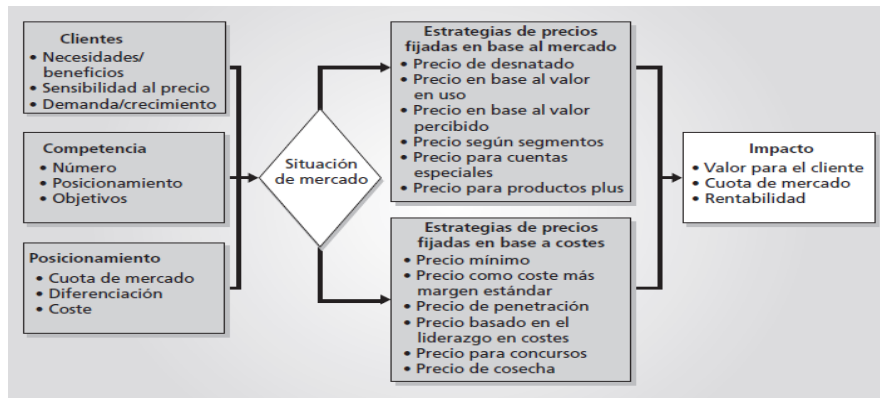 Clientes
• Necesidades/
beneficios
• Sensibilidad al precio
• Demanda/crecimiento
Competencia
• Número
• Posicionamiento
• Objetivos
Posicionamiento
• Cuota de mercado
• Diferenciación
• Coste
Situación
de mercado
Estrategias de precios
fijadas en base al mercado
• Precio de desnatado
• Precio en base al valor
en uso
• Precio en base al valor
percibido
• Precio según segmentos
• Precio para cuentas
especiales
• Precio para productos plus
Estrategias de precios
fijadas en base a costes
• Precio mínimo
• Precio como coste más
margen estándar
• Precio de penetración
• Precio basado en el
liderazgo en costes
• Precio para concursos
• Precio de cosecha
Impacto
• Valor para el cliente
• Cuota de mercado
• Rentabilidad